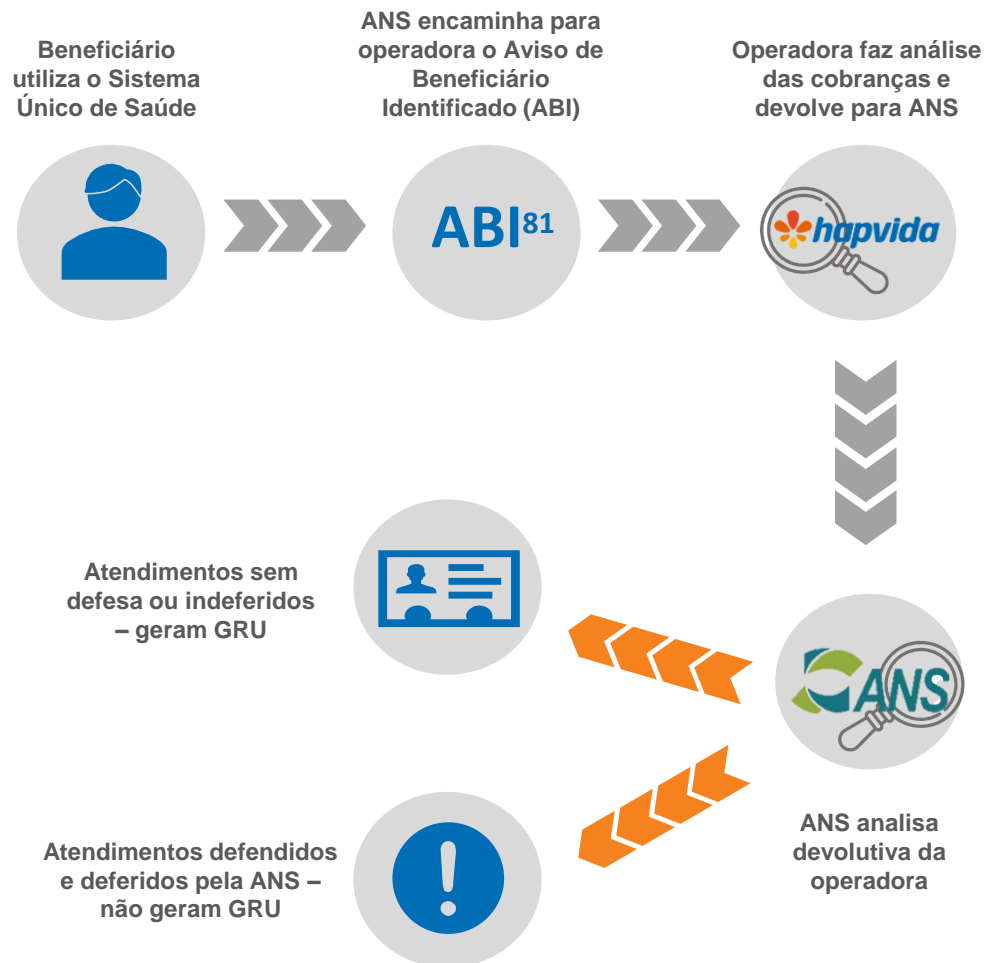 Beneficiário
utiliza o Sistema
Único de Saúde
ANS encaminha para
operadora o Aviso de
Beneficiário
Identificado (ABI)
Operadora faz análise
das cobranças e
devolve para ANS
ABI81
hapvida
Atendimentos sem
defesa ou indeferidos
– geram GRU
ANS
ANS analisa
devolutiva da
operadora
Atendimentos defendidos
e deferidos pela ANS –
não geram GRU